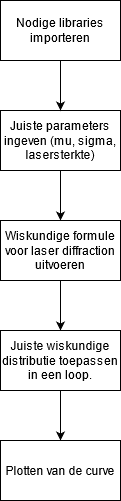 Nodige libraries
importeren
Juiste parameters
ingeven (mu, sigma,
lasersterkte)
Wiskundige formule
voor laser diffraction
uitvoeren
Juiste wiskundige
distributie toepassen
in een loop.
Plotten van de curve